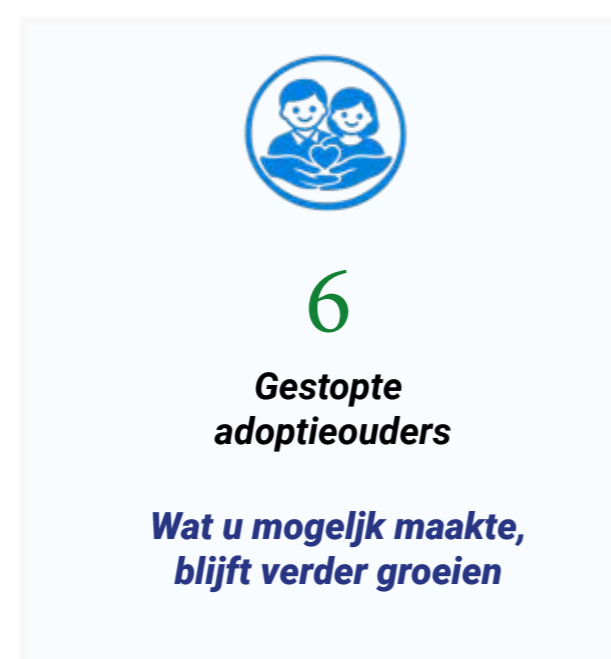 6
Gestopte
adoptieouders
Wat u mogeljk maakte,
blijft verder groeien